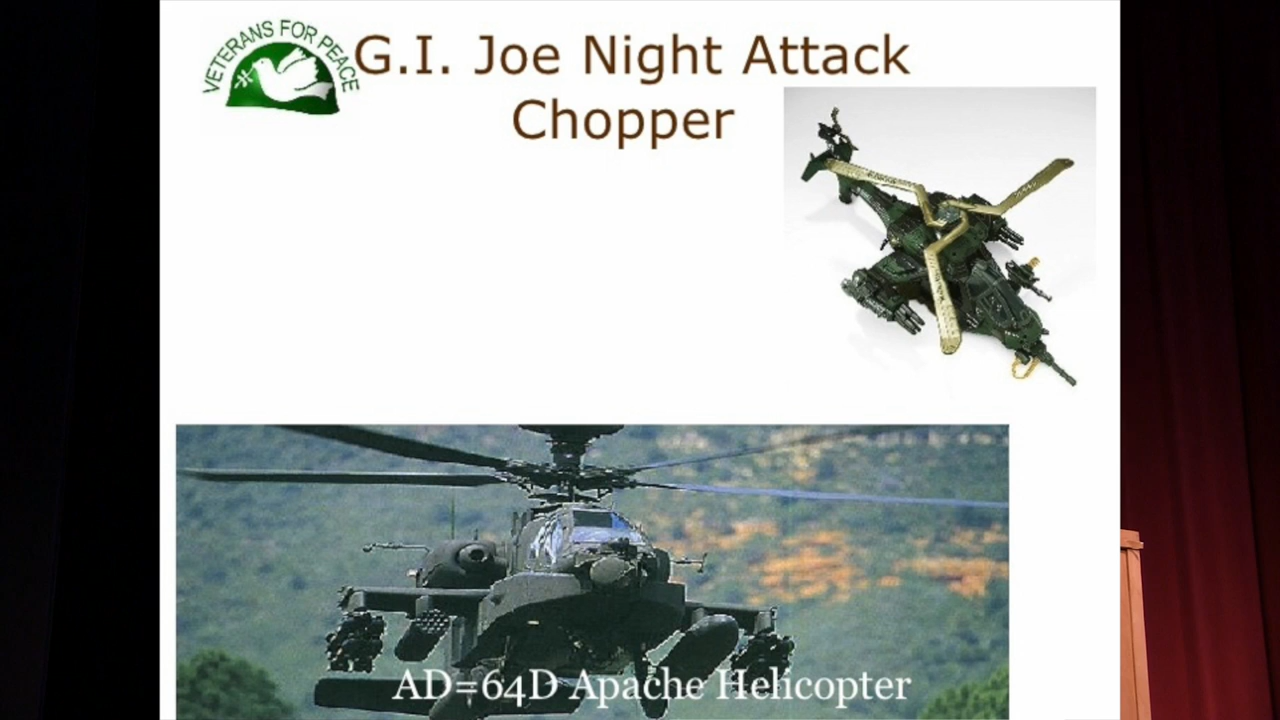 VETERANS FOR PEACE
G.I. Joe Night Attack
Chopper
AD=64D Apache Helicopter